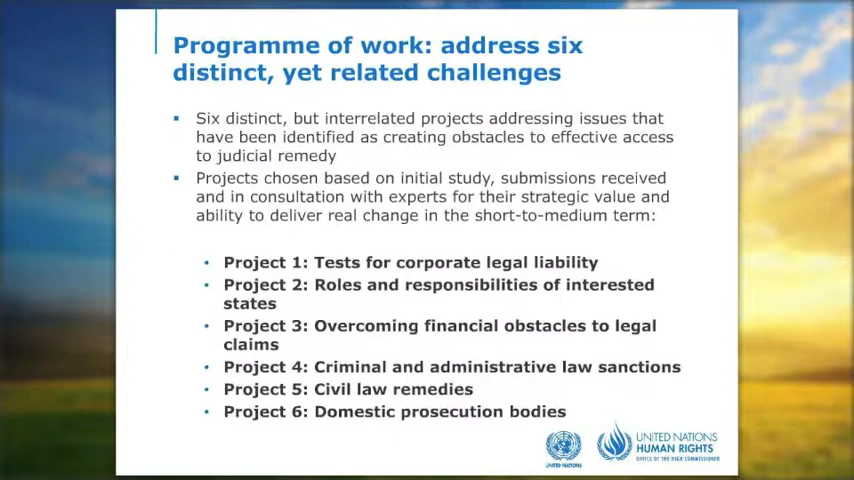 Programme of work: address six
distinct, yet related challenges
▪ Six distinct, but interrelated projects addressing issues that
have been identified as creating obstacles to effective access
to judicial remedy
▪ Projects chosen based on initial study, submissions received
and in consultation with experts for their strategic value and
ability to deliver real change in the short-to-medium term:
• Project 1: Tests for corporate legal liability
• Project 2: Roles and responsibilities of interested
states
• Project 3: Overcoming financial obstacles to legal
claims
• Project 4: Criminal and administrative law sanctions
• Project 5: Civil law remedies
• Project 6: Domestic prosecution bodies
UNITED NATIONS
UNITED NATIONS
HUMAN RIGHTS
OFFICE OF THE HIGH COMMISSIONER